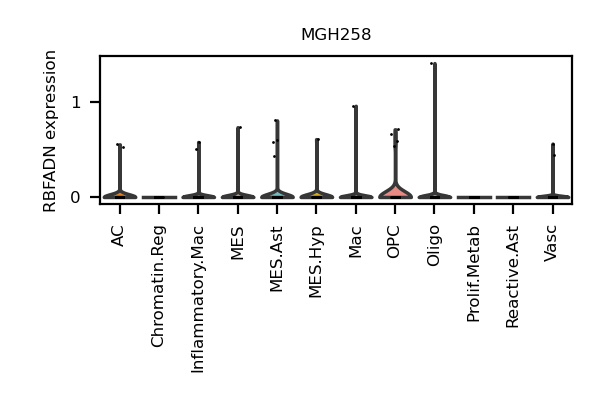 MGH258
RBFADN expression
1
0
AC
Chromatin.Reg
Inflammatory.Mac
MES
MES.Ast
MES.Hyp
Mac
OPC
Oligo
Prolif.Metab
Reactive.Ast
Vasc